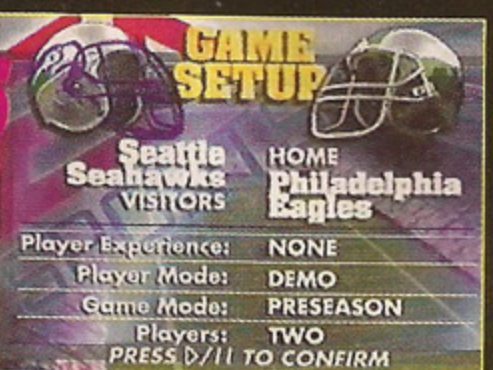 GAME
SETUP
Seattle
Seahawks
VISITORS
HOME
Philadelphia
Eagles
Player Experience: NONE
Player Mode: DEMO
Game Mode: PRESEASON
Players: TWO
PRESS ▷/II TO CONFIRM